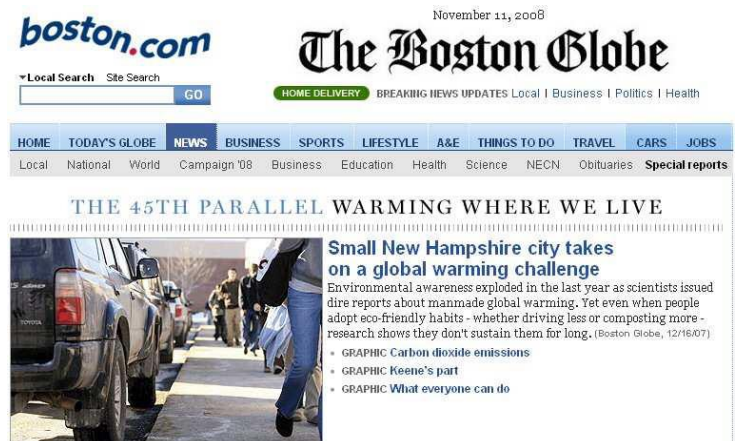 November 11, 2008
boston.com
The Boston Globe
Local Search Site Search
GO
HOME DELIVERY BREAKING NEWS UPDATES Local | Business | Politics | Health
HOME TODAY'S GLOBE NEWS BUSINESS SPORTS LIFESTYLE A&E THINGS TO DO TRAVEL CARS JOBS
Local National World Campaign '08 Business Education Health Science NECN Obituaries Special reports
THE 45TH PARALLEL WARMING WHERE WE LIVE
Small New Hampshire city takes
on a global warming challenge
Environmental awareness exploded in the last year as scientists issued
dire reports about manmade global warming. Yet even when people
adopt eco-friendly habits - whether driving less or composting more -
research shows they don't sustain them for long. (Boston Globe, 12/16/07)
GRAPHIC Carbon dioxide emissions
GRAPHIC Keene's part
GRAPHIC What everyone can do
TOYOTA